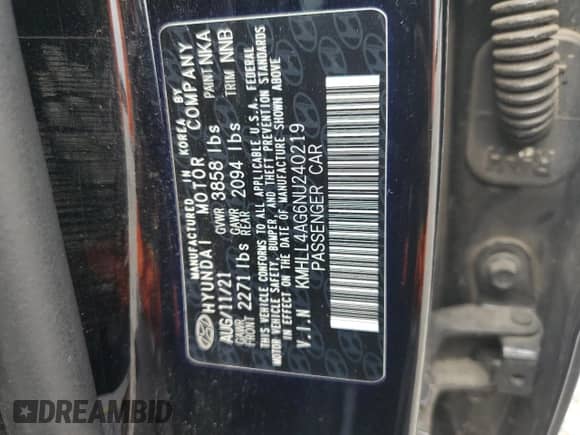 MANUFACTURED IN KOREA BY
HYUNDAI MOTOR COMPANY
AUG/11/21 GVWR 3858 lbs PAINT NKA
GAWR FRONT 2271lbs GAWR REAR 2094 lbs TRIM NNB
THIS VEHICLE CONFORMS TO ALL APPLICABLE U.S.A. FEDERAL
MOTOR VEHICLE SAFETY, BUMPER, AND THEFT PREVENTION STANDARDS
IN EFFECT ON THE DATE OF MANUFACTURE SHOWN ABOVE
V.I.N KMHLL4AG6NU240219
PASSENGER CAR
DREAMBID